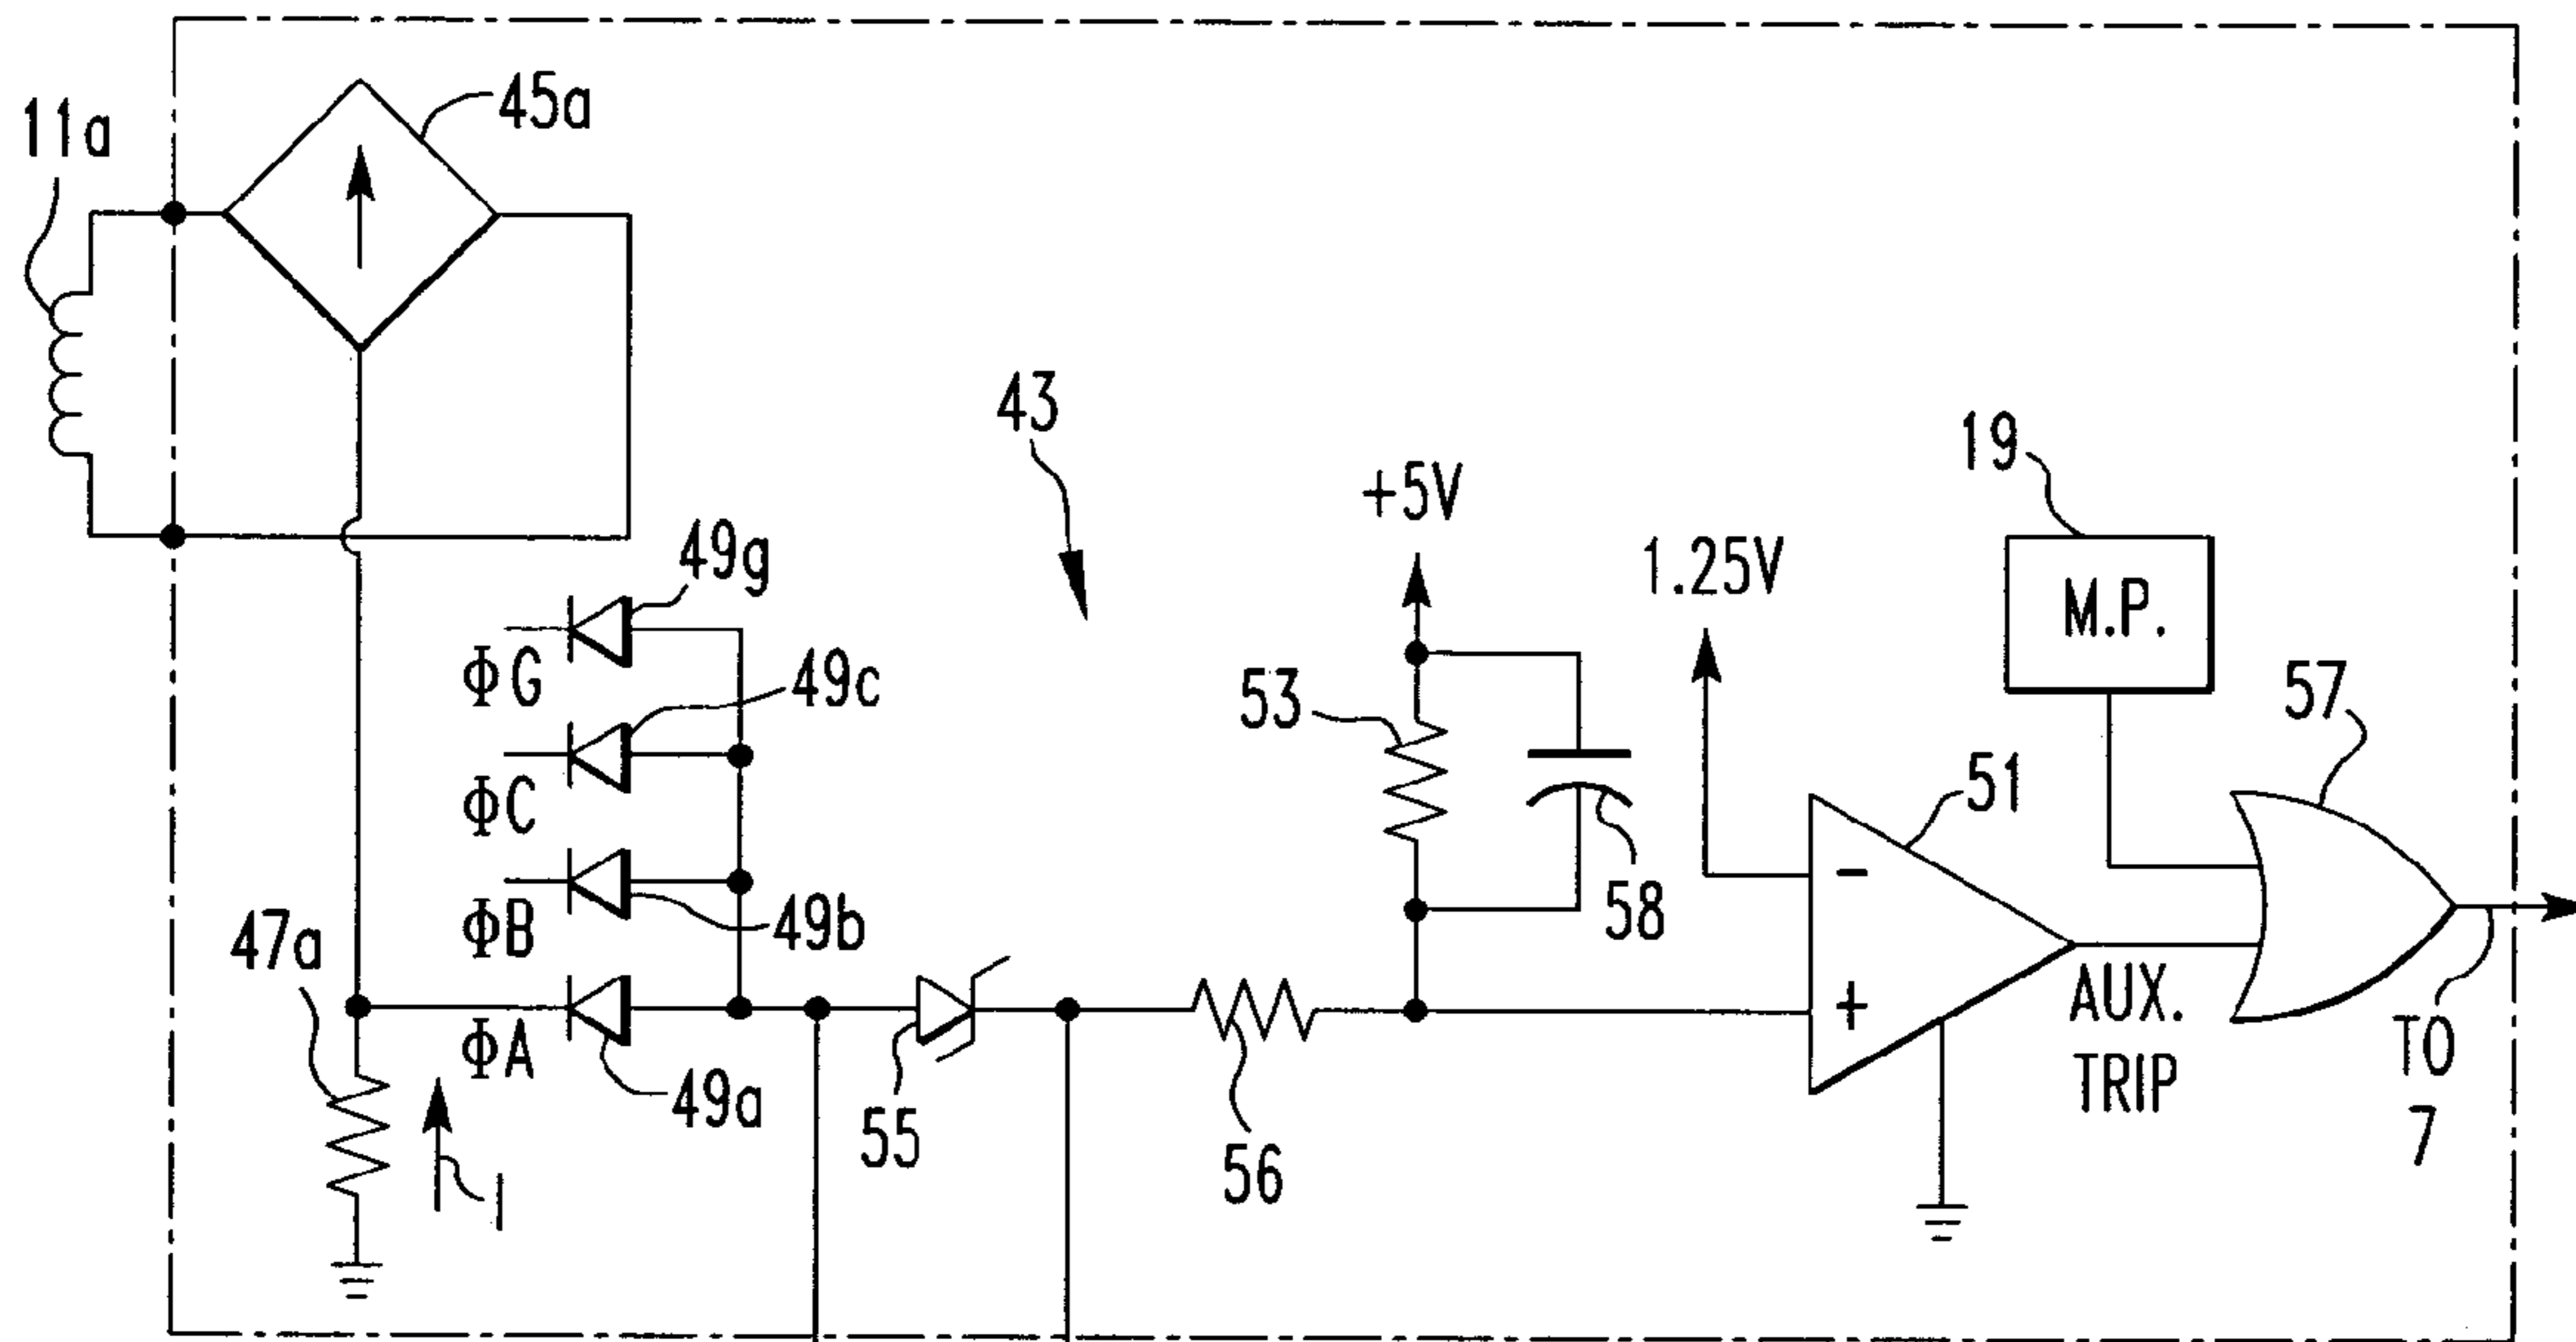 11a
45a
43
19
+5V
1.25V
M.P.
49g
ΦG
49c
53
57
ΦC
51
58
ΦB
49b
47a
ΦA
49a
55
56
I
-
+
AUX.
TRIP
TO
7